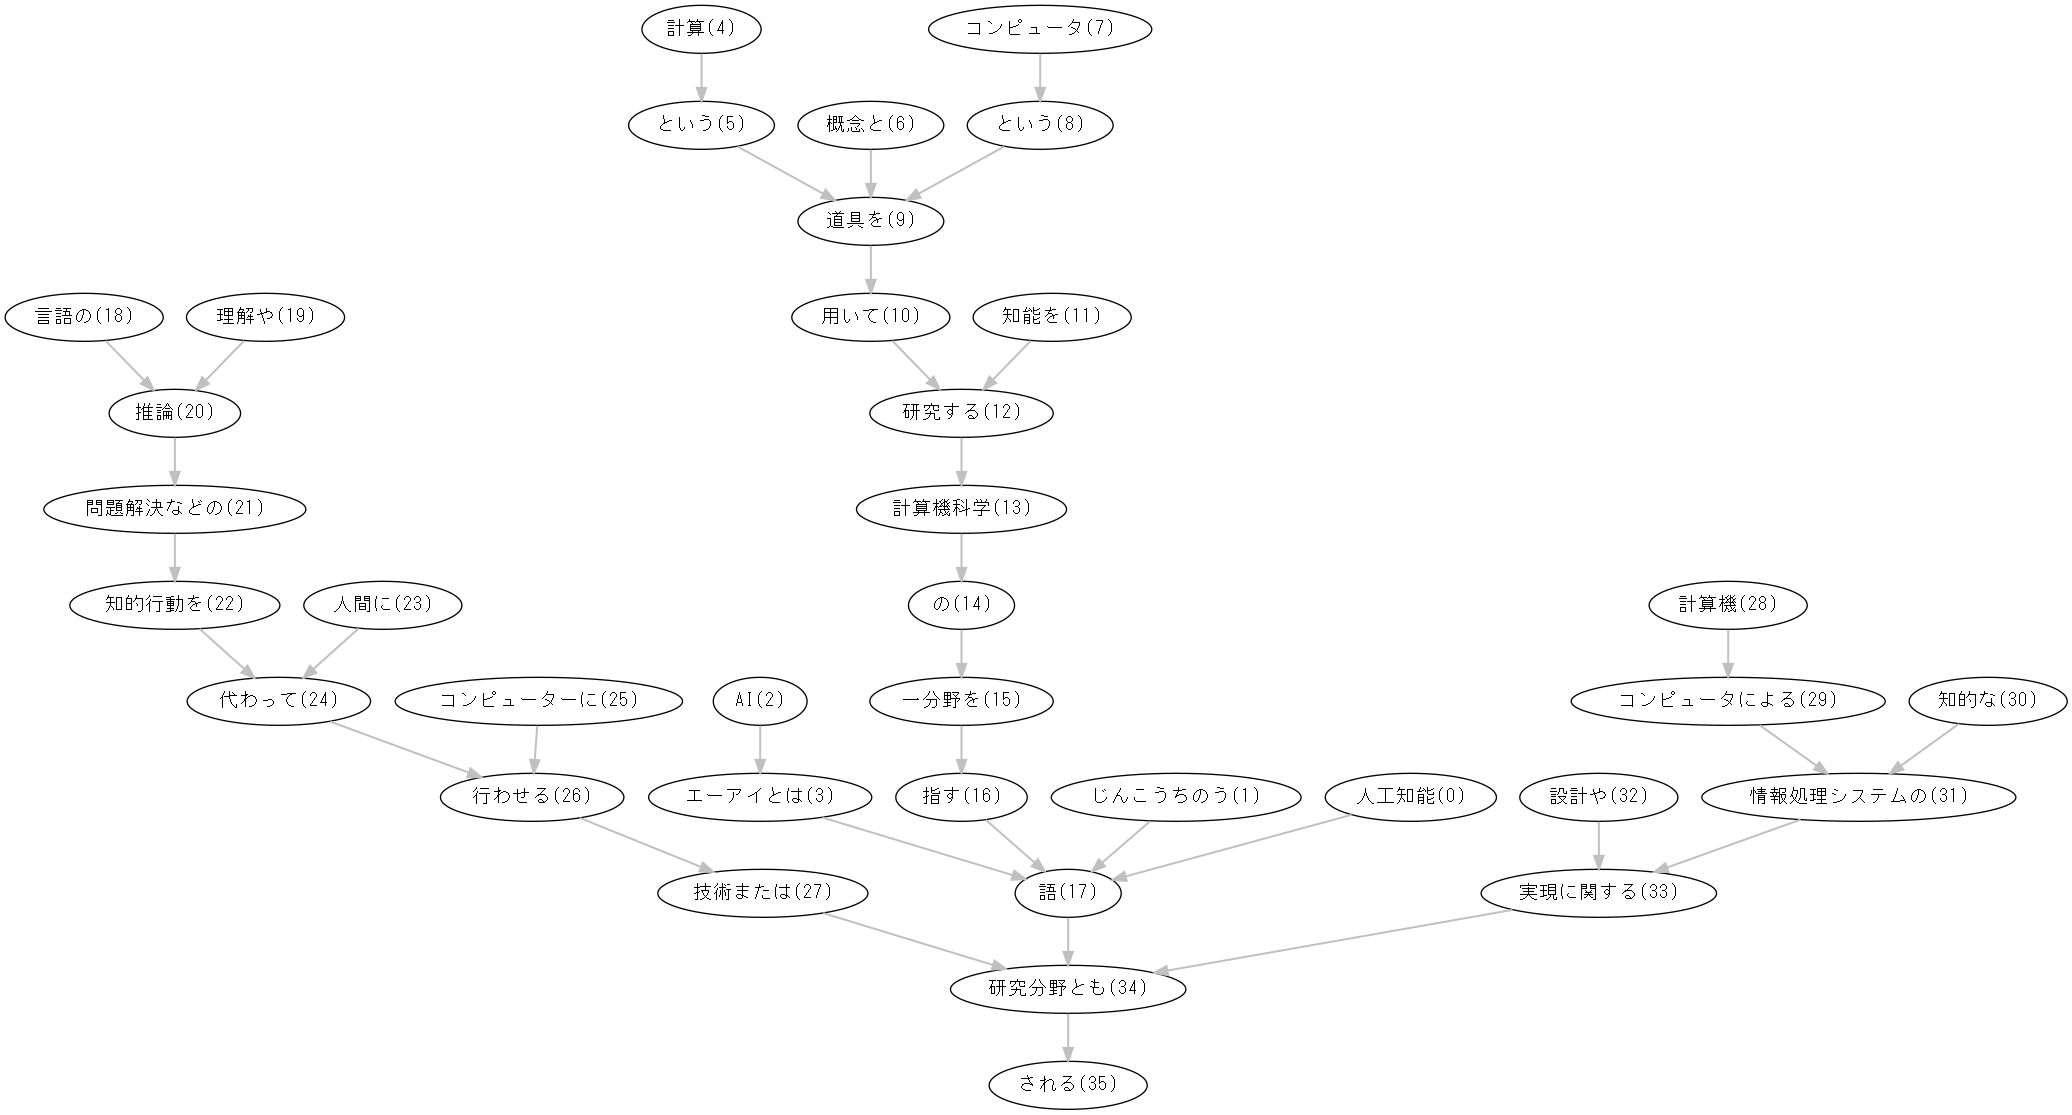 計算(4) コンピュータ(7)
という(5) 概念と(6) という(8)
道具を(9)
言語の(18) 理解や(19) 用いて(10) 知能を(11)
推論(20) 研究する(12)
問題解決などの(21) 計算機科学(13)
知的行動を(22) 人間に(23) の(14) 計算機(28)
代わって(24) コンピューターに(25) AI(2) 一分野を(15) コンピュータによる(29) 知的な(30)
行わせる(26) エーアイとは(3) 指す(16) じんこうちのう(1) 人工知能(0) 設計や(32) 情報処理システムの(31)
技術または(27) 語(17) 実現に関する(33)
研究分野とも(34)
される(35)